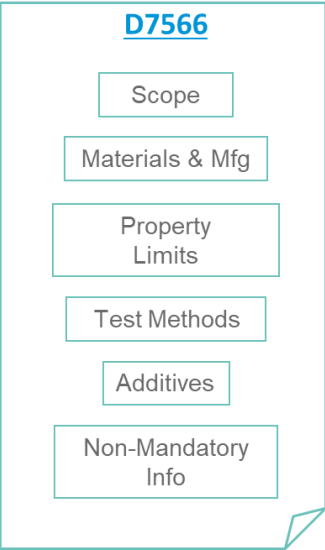 D7566
Scope
Materials & Mfg
Property
Limits
Test Methods
Additives
Non-Mandatory
Info